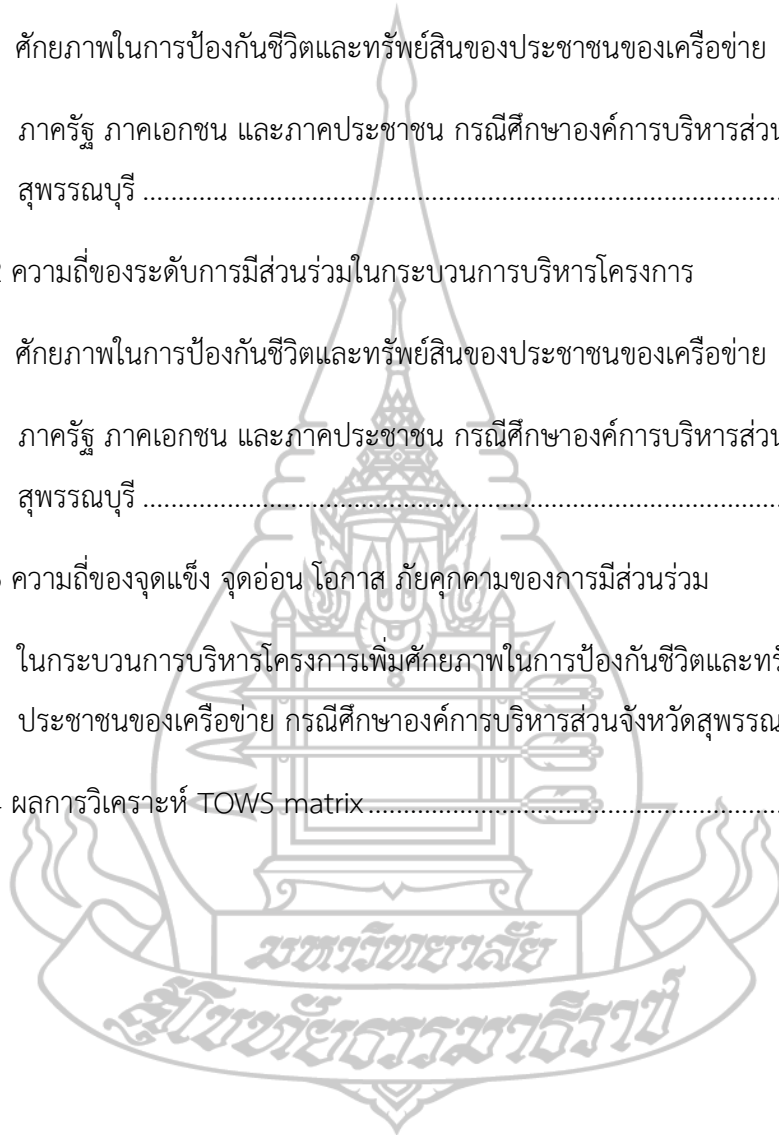 ศักยภาพในการป้องกันชีวิตและทรัพย์สินของประชาชนของเครือข่าย
ภาครัฐ ภาคเอกชน และภาคประชาชน กรณีศึกษาองค์การบริหารส่วน
สุพรรณบุรี ........................................................................................
ความถี่ของระดับการมีส่วนร่วมในกระบวนการบริหารโครงการ
ศักยภาพในการป้องกันชีวิตและทรัพย์สินของประชาชนของเครือข่าย
ภาครัฐ ภาคเอกชน และภาคประชาชน กรณีศึกษาองค์การบริหารส่วน
สุพรรณบุรี ........................................................................................
ความถี่ของจุดแข็ง จุดอ่อน โอกาส ภัยคุกคามของการมีส่วนร่วม
ในกระบวนการบริหารโครงการเพิ่มศักยภาพในการป้องกันชีวิตและ
ประชาชนของเครือข่าย กรณีศึกษาองค์การบริหารส่วนจังหวัดสุพรรณ
ผลการวิเคราะห์ TOWS matrix ........................................................
มหาวิทยาลัย
สุโขทัยธรรมาธิราช